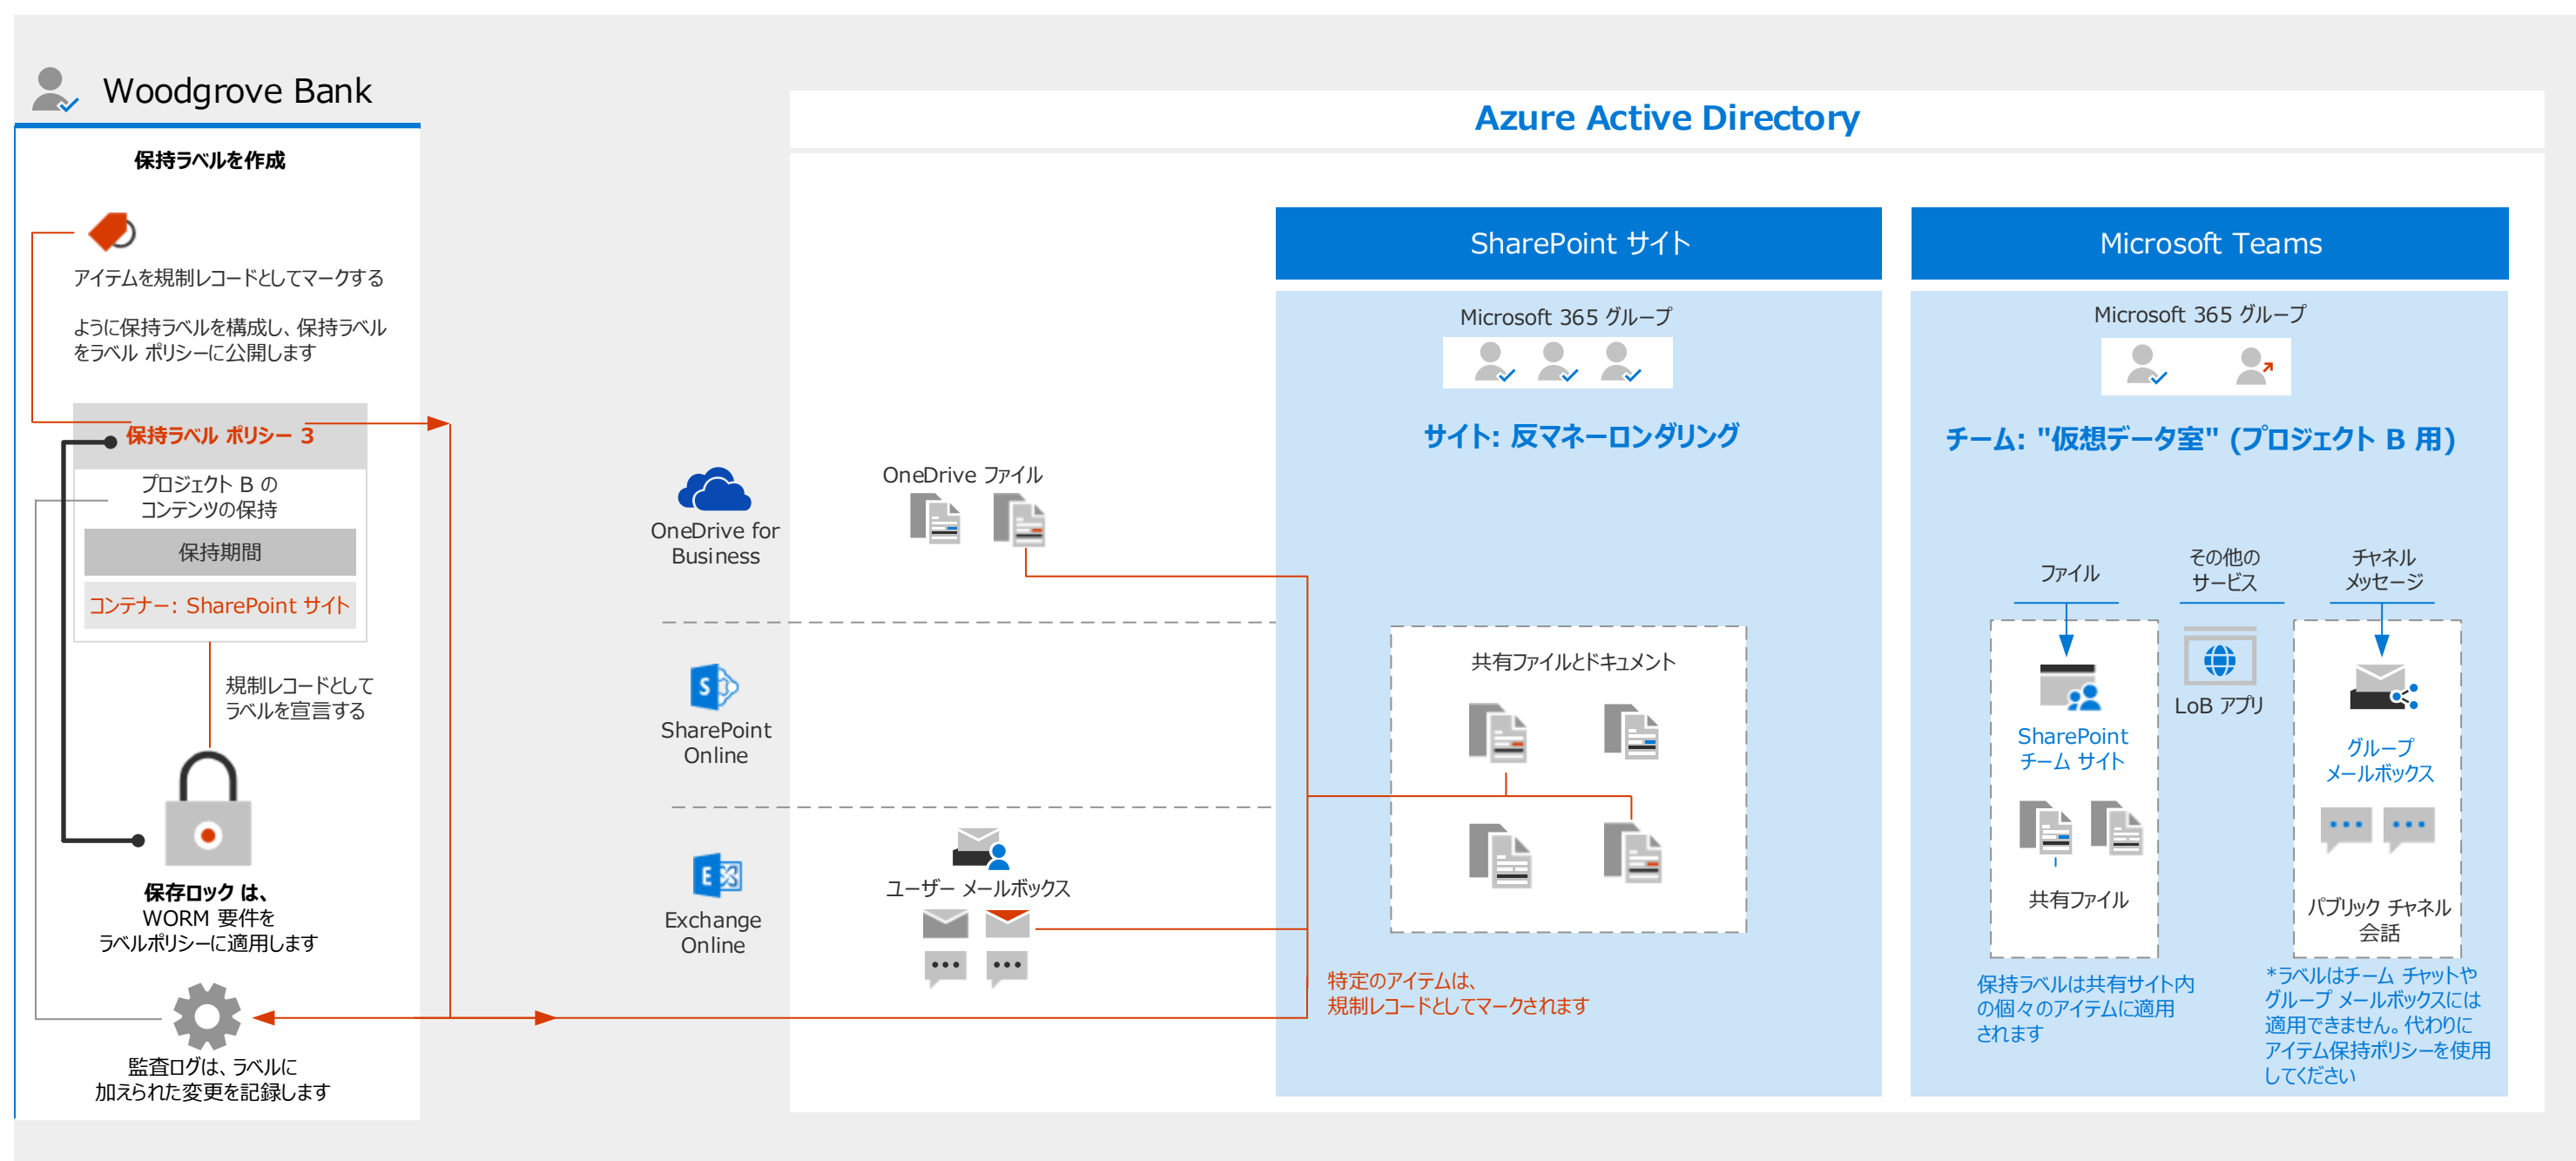 Woodgrove Bank
保持ラベルを作成
アイテムを規制レコードとしてマークする
ように保持ラベルを構成し、保持ラベル
をラベル ポリシーに公開します
保持ラベル ポリシー 3
プロジェクト B の
コンテンツの保持
保持期間
コンテナー: SharePoint サイト
規制レコードとして
ラベルを宣言する
保存ロック は、
WORM 要件を
ラベルポリシーに適用します
監査ログは、ラベルに
加えられた変更を記録します
OneDrive for
Business
SharePoint
Online
Exchange
Online
Azure Active Directory
OneDrive ファイル
ユーザー メールボックス
SharePoint サイト
Microsoft 365 グループ
サイト: 反マネーロンダリング
共有ファイルとドキュメント
特定のアイテムは、
規制レコードとしてマークされます
Microsoft Teams
Microsoft 365 グループ
チーム: "仮想データ室" (プロジェクト B 用)
ファイル
SharePoint
チーム サイト
共有ファイル
保持ラベルは共有サイト内
の個々のアイテムに適用
されます
その他の
サービス
LoB アプリ
チャネル
メッセージ
グループ
メールボックス
パブリック チャネル
会話
*ラベルはチーム チャットや
グループ メールボックスには
適用できません。代わりに
アイテム保持ポリシーを使用
してください